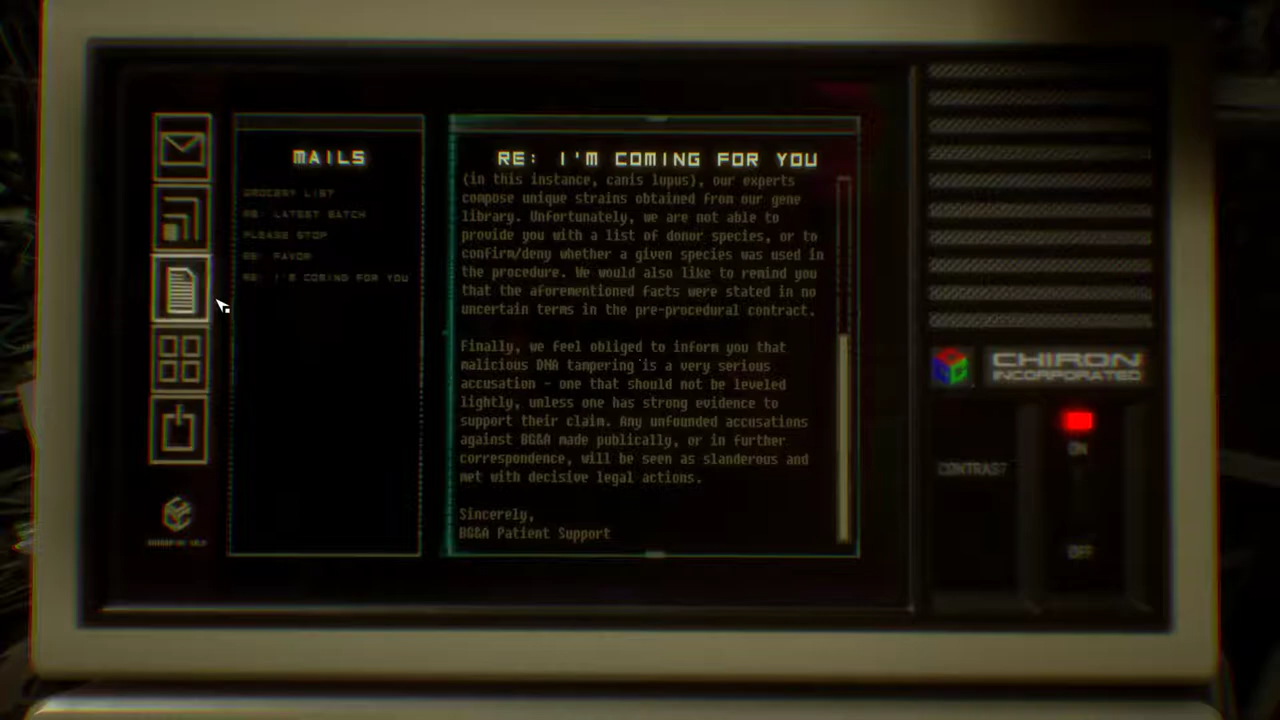 MAILS
GROCERY LIST
RE: LATEST BATCH
PLEASE STOP
RE: FAVOR
RE: I'M COMING FOR YOU
RE: I'M COMING FOR YOU
(in this instance, canis lupus), our experts
compose unique strains obtained from our gene
library. Unfortunately, we are not able to
provide you with a list of donor species, or to
confirm/deny whether a given species was used in
the procedure. We would also like to remind you
that the aforementioned facts were stated in no
uncertain terms in the pre-procedural contract.
Finally, we feel obliged to inform you that
malicious DNA tampering is a very serious
accusation - one that should not be leveled
lightly, unless one has strong evidence to
support their claim. Any unfounded accusations
against BG&A made publically, or in further
correspondence, will be seen as slanderous and
met with decisive legal actions.
Sincerely,
BG&A Patient Support
CHIRON
INCORPORATED
ON
CONTRAST
OFF